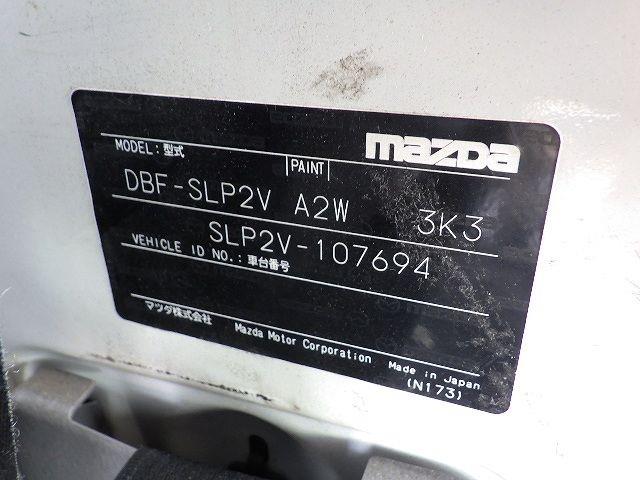 mazda
MODEL:型式 PAINT
DBF-SLP2V A2W 3K3
SLP2V-107694
VEHICLE ID NO.:車台番号
マツダ株式会社 Mazda Motor Corporation Made in Japan
(N173)